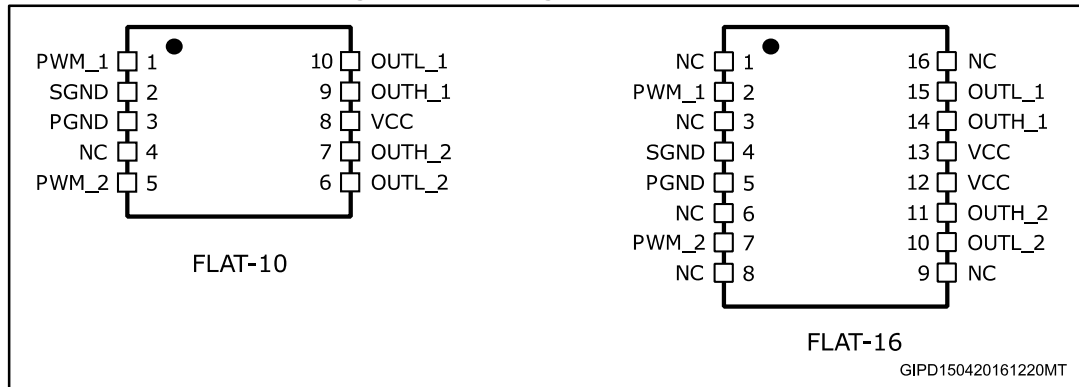 PWM_1 1 10 OUTL_1
SGND 2 9 OUTH_1
PGND 3 8 VCC
NC 4 7 OUTH_2
PWM_2 5 6 OUTL_2
FLAT-10
NC 1 16 NC
PWM_1 2 15 OUTL_1
NC 3 14 OUTH_1
SGND 4 13 VCC
PGND 5 12 VCC
NC 6 11 OUTH_2
PWM_2 7 10 OUTL_2
NC 8 9 NC
FLAT-16
GIPD150420161220MT